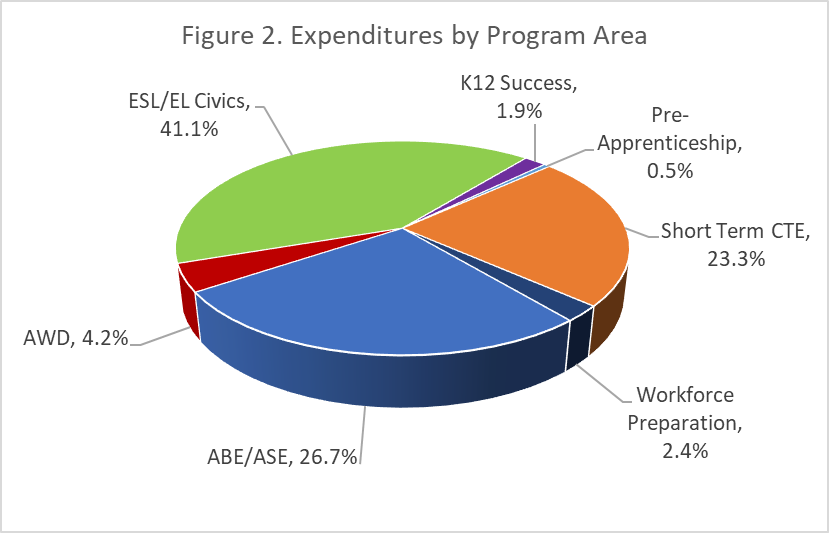 Figure 2. Expenditures by Program Area
K12 Success,
1.9%
ESL/EL Civics,
41.1%
Pre-
Apprenticeship,
0.5%
Short Term CTE,
23.3%
AWD, 4.2%
Workforce
Preparation,
2.4%
ABE/ASE, 26.7%